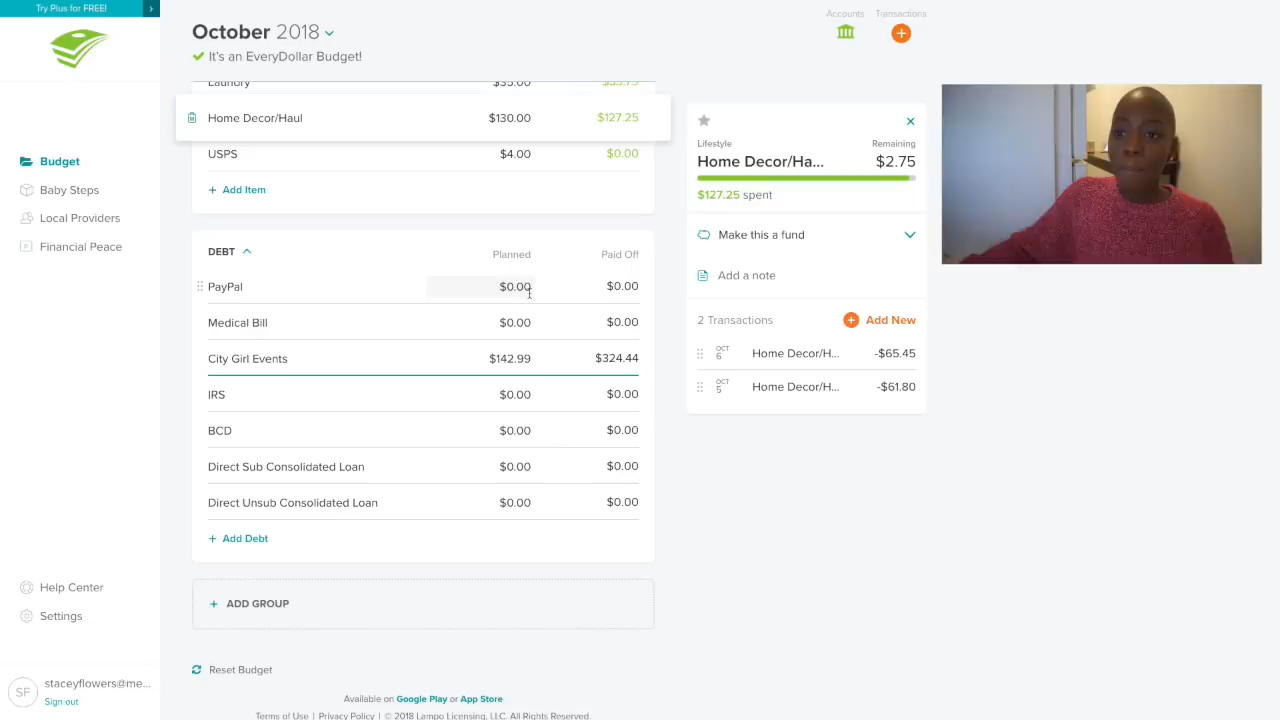 Try Plus for FREE!
October 2018
It's an EveryDollar Budget!
Accounts
Transactions
Budget
Baby Steps
Local Providers
Financial Peace
Help Center
Settings
SF
staceyflowers@me...
Sign out
Laundry $35.00 $33.75
Home Decor/Haul $130.00 $127.25
USPS $4.00 $0.00
+ Add Item
DEBT Planned Paid Off
PayPal $0.00 $0.00
Medical Bill $0.00 $0.00
City Girl Events $142.99 $324.44
IRS $0.00 $0.00
BCD $0.00 $0.00
Direct Sub Consolidated Loan $0.00 $0.00
Direct Unsub Consolidated Loan $0.00 $0.00
+ Add Debt
+ ADD GROUP
Reset Budget
Available on Google Play or App Store
Terms of Use | Privacy Policy | © 2018 Lampo Licensing, LLC. All Rights Reserved.
Lifestyle Remaining
Home Decor/Ha... $2.75
$127.25 spent
Make this a fund
Add a note
2 Transactions Add New
OCT 6 Home Decor/H... -$65.45
OCT 5 Home Decor/H... -$61.80